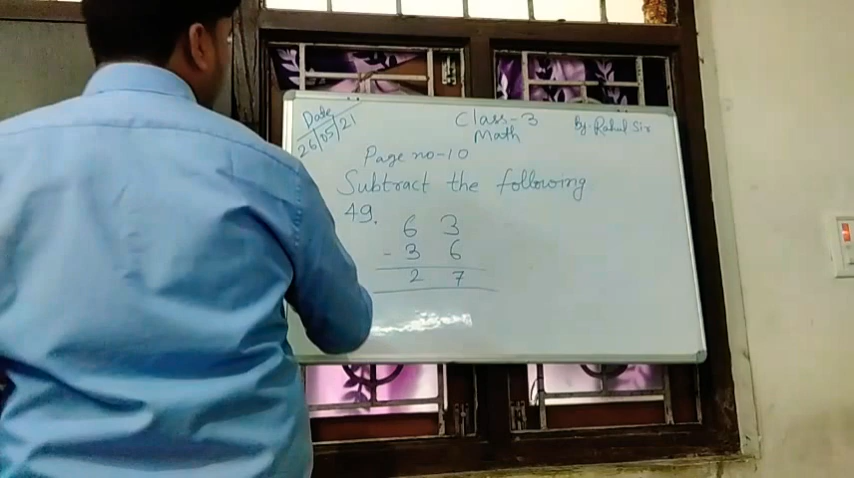 Date
26/05/21
Class-3
Math
By:-Rahul Sir
Page no-10
Subtract the following
49.
6 3
- 3 6
2 7